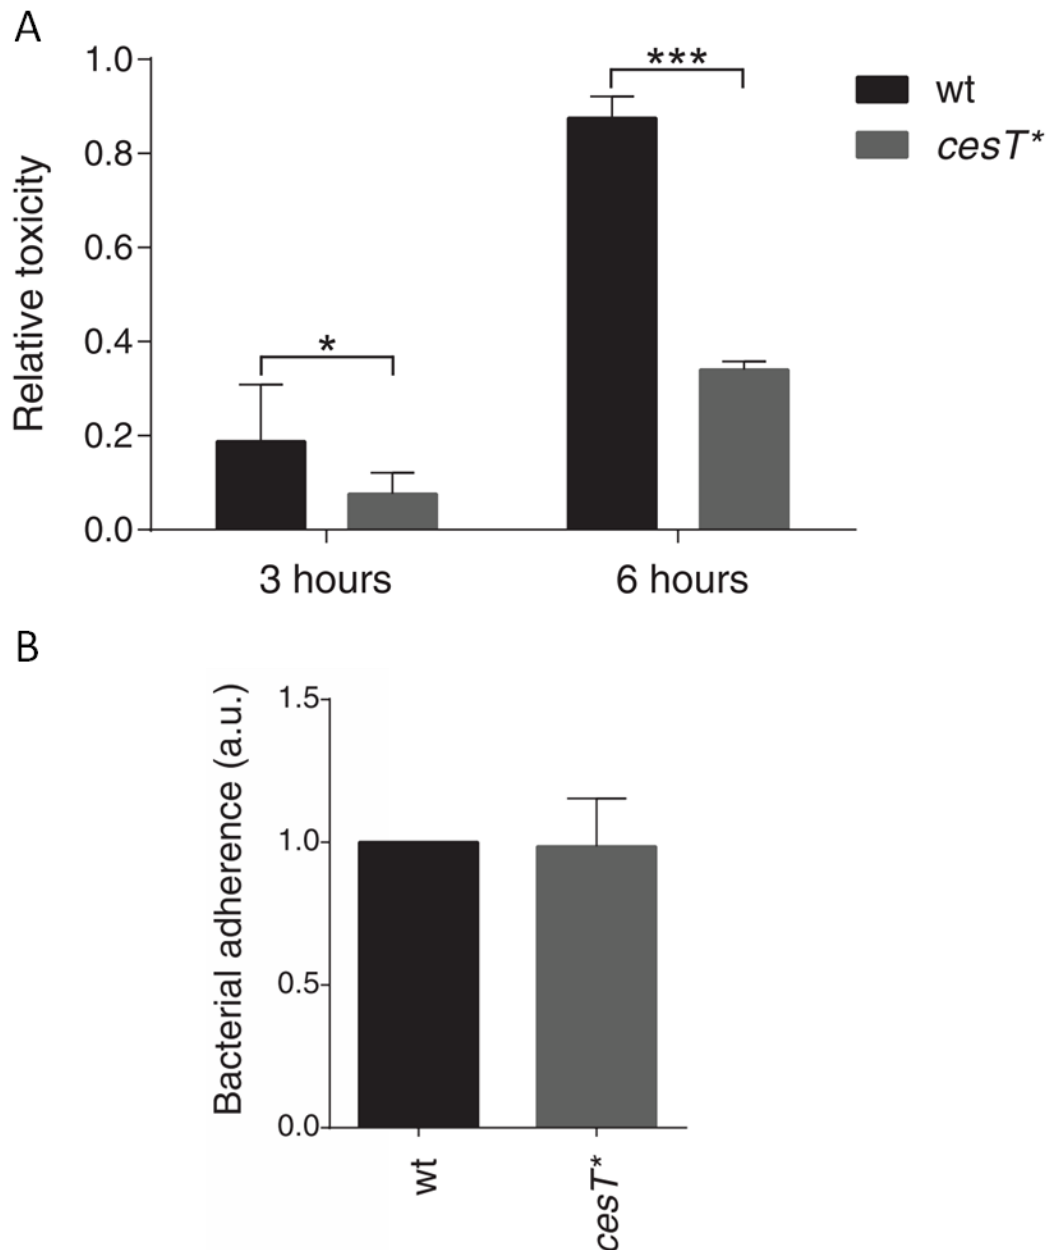 A
Relative toxicity
1.0
0.8
0.6
0.4
0.2
0.0
*
***
3 hours
6 hours
wt
cesT*
B
Bacterial adherence (a.u.)
1.5
1.0
0.5
0.0
wt
cesT*